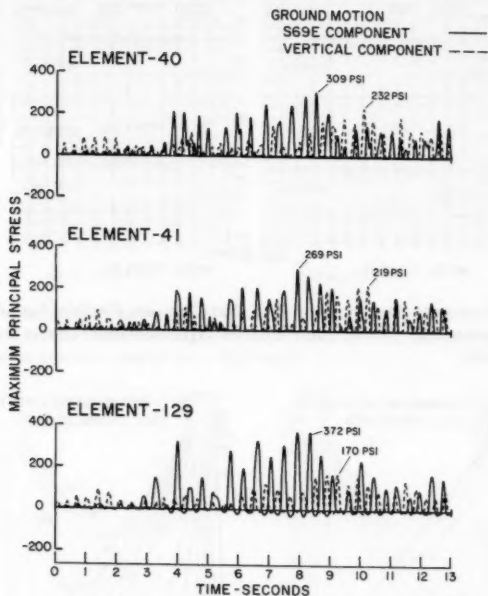 GROUND MOTION
S69E COMPONENT
VERTICAL COMPONENT
ELEMENT-40
400
200
0
-200
309 PSI
232 PSI
MAXIMUM PRINCIPAL STRESS
ELEMENT-41
400
200
0
-200
269 PSI
219 PSI
ELEMENT-129
400
200
0
-200
372 PSI
170 PSI
0 1 2 3 4 5 6 7 8 9 10 11 12 13
TIME-SECONDS